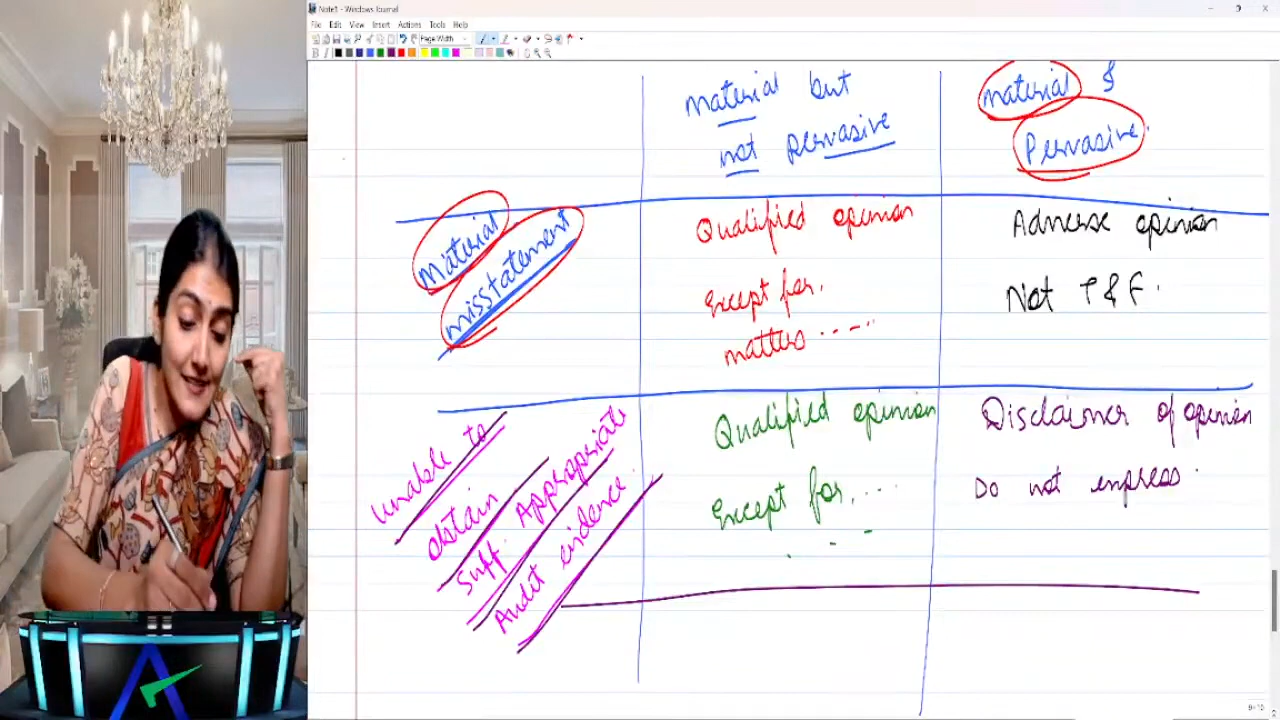 Note1 - Windows Journal
File Edit View Insert Actions Tools Help
Page Width
Material but
not Pervasive
material &
Pervasive.
Material
misstatement
Qualified opinion
Except for.
matters .....
Adverse opinion
Not T & F.
Unable to
obtain
Suff. Appropriate
Audit evidence.
Qualified opinion
Except for....
Disclaimer of opinion
Do not express.